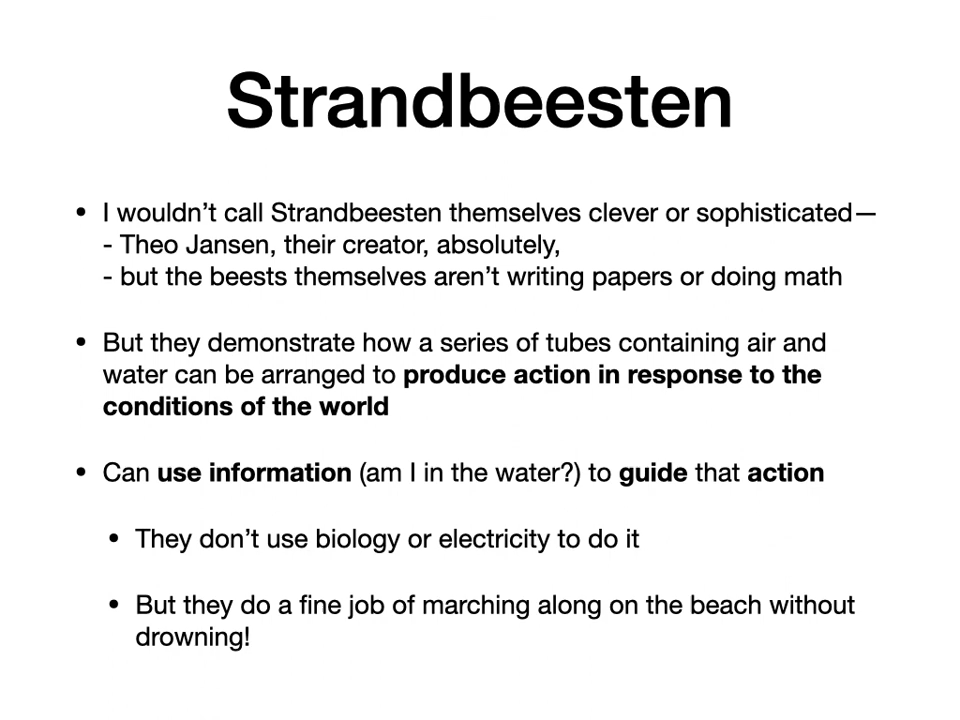 Strandbeesten
• I wouldn’t call Strandbeesten themselves clever or sophisticated—
- Theo Jansen, their creator, absolutely,
- but the beests themselves aren’t writing papers or doing math
• But they demonstrate how a series of tubes containing air and
water can be arranged to produce action in response to the
conditions of the world
• Can use information (am I in the water?) to guide that action
• They don’t use biology or electricity to do it
• But they do a fine job of marching along on the beach without
drowning!